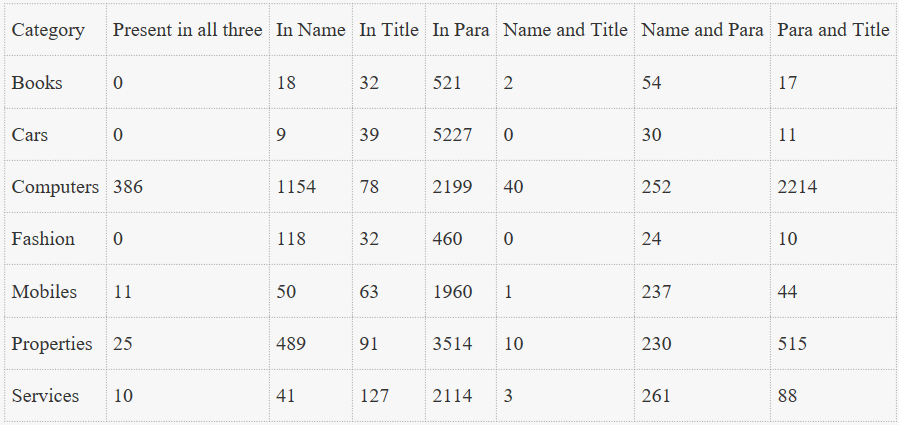 Category Present in all three In Name In Title In Para Name and Title Name and Para Para and Title
Books 0 18 32 521 2 54 17
Cars 0 9 39 5227 0 30 11
Computers 386 1154 78 2199 40 252 2214
Fashion 0 118 32 460 0 24 10
Mobiles 11 50 63 1960 1 237 44
Properties 25 489 91 3514 10 230 515
Services 10 41 127 2114 3 261 88